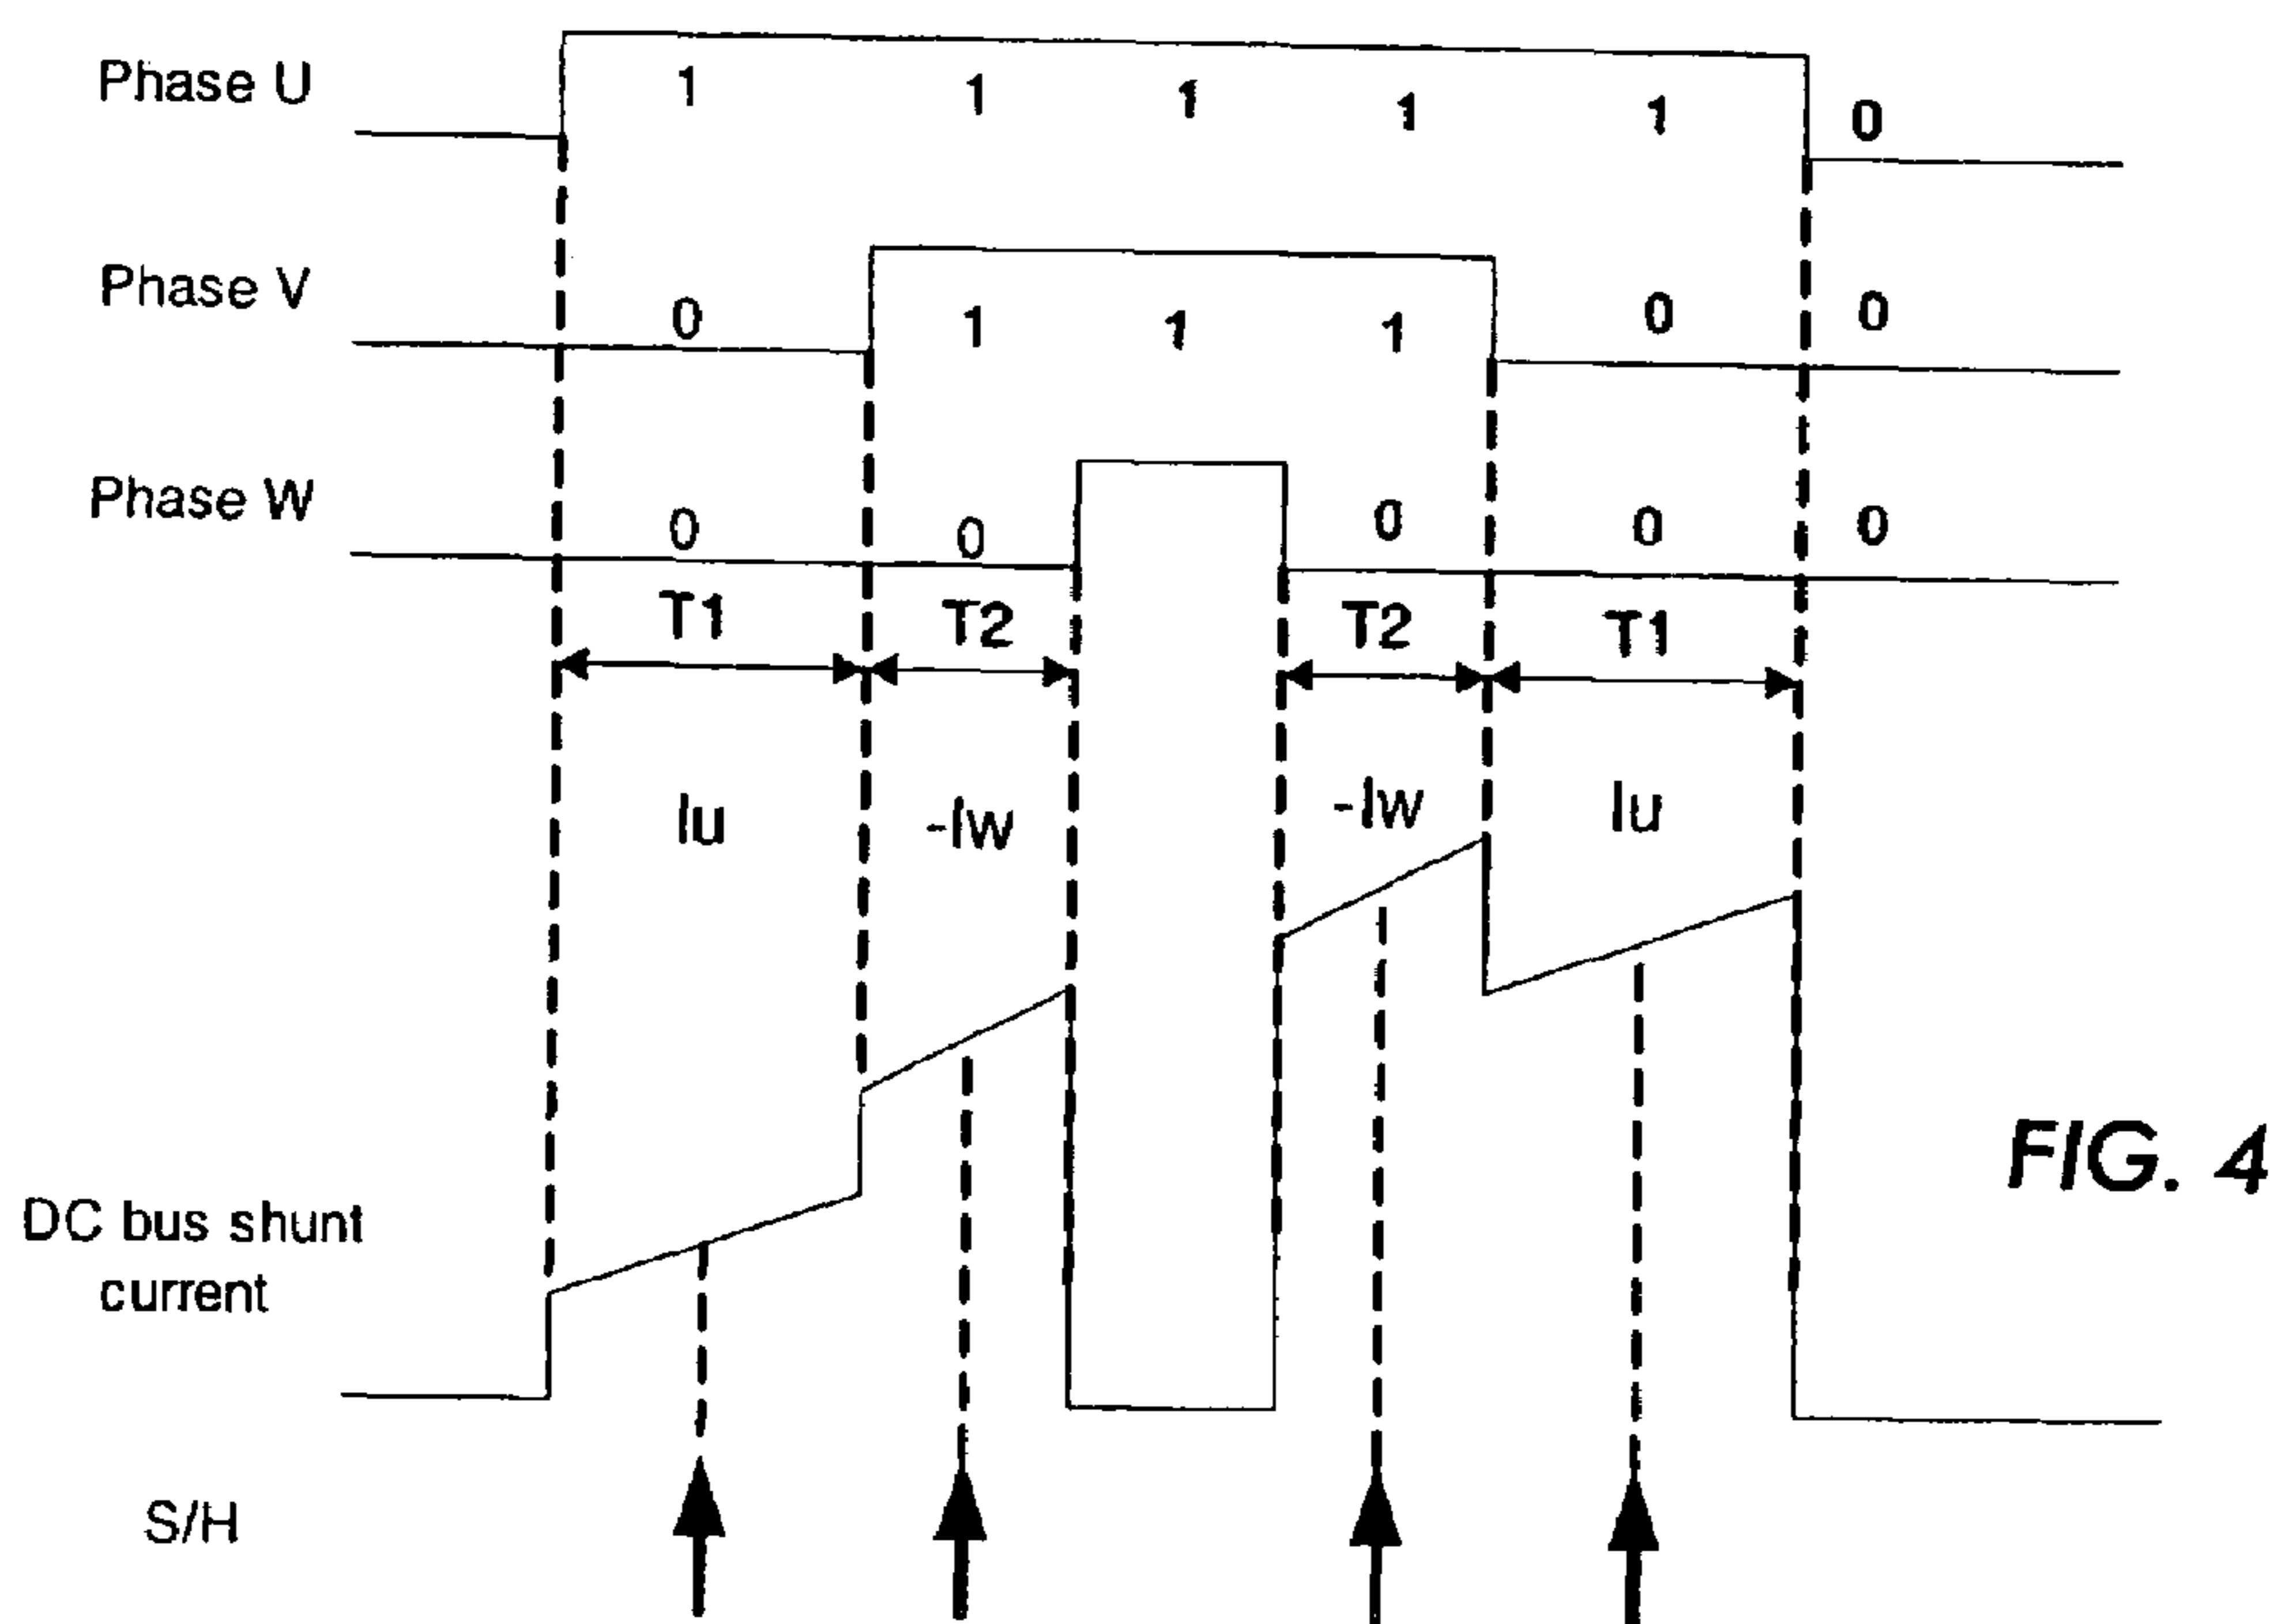 Phase U 1 1 1 1 1 0
Phase V 0 1 1 1 0 0
Phase W 0 0 0 0 0
T1 T2 T2 T1
Iu -Iw -Iw Iu
DC bus shunt
current
FIG. 4
S/H